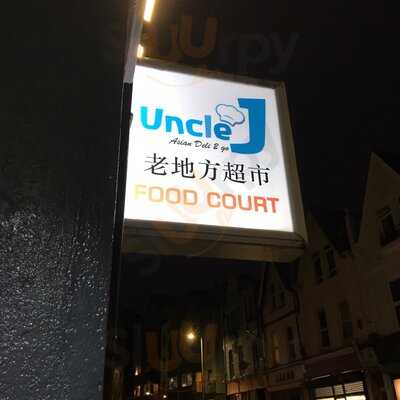 Uncle J
Asian Deli 2 go
老地方超市
FOOD COURT